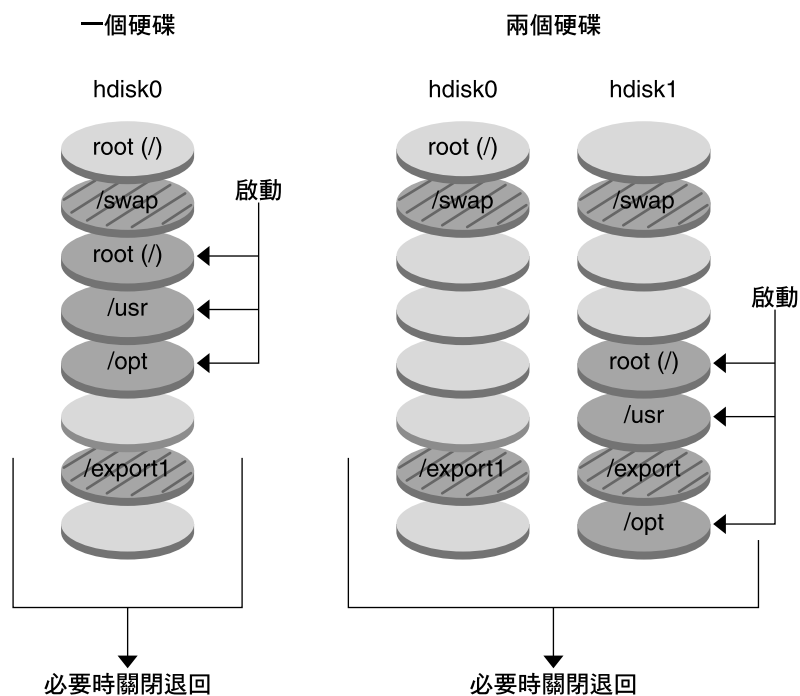 一個硬碟
hdisk0
root (/)
/swap
啟動
root (/)
/usr
/opt
/export1
必要時關閉退回
兩個硬碟
hdisk0
root (/)
/swap
/export1
hdisk1
/swap
啟動
root (/)
/usr
/export
/opt
必要時關閉退回